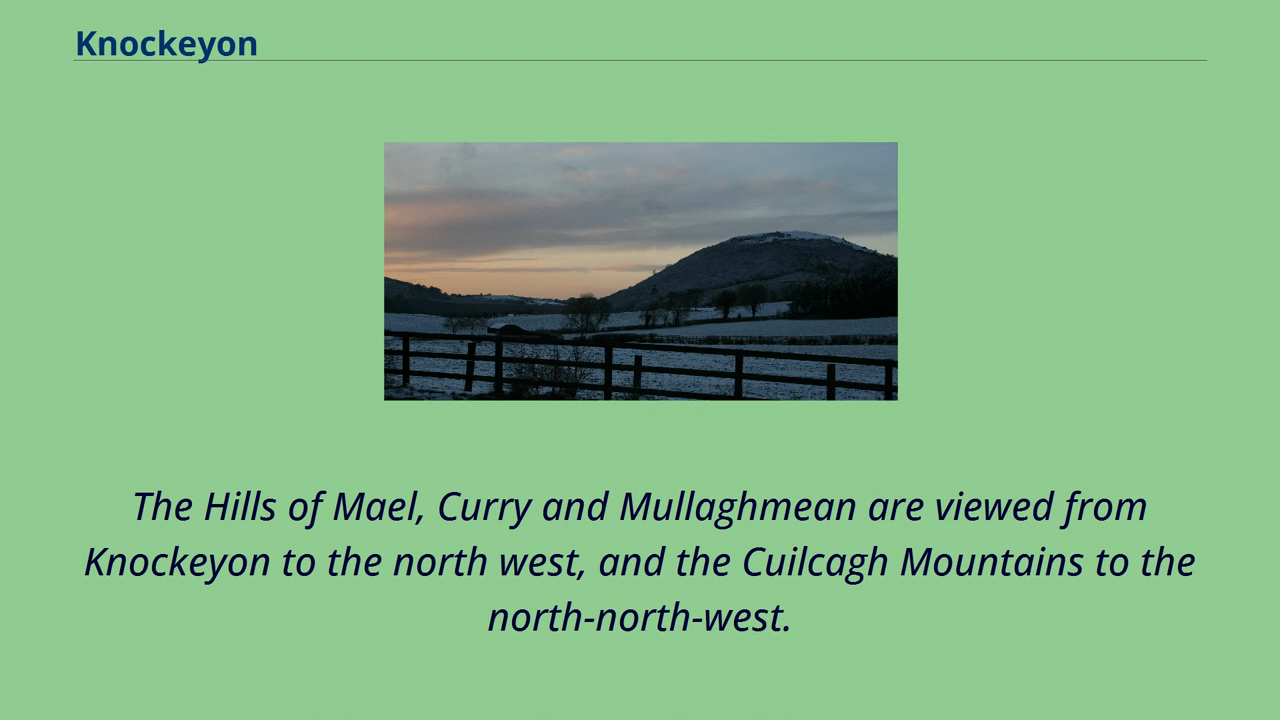 Knockeyon
The Hills of Mael, Curry and Mullaghmean are viewed from
Knockeyon to the north west, and the Cuilcagh Mountains to the
north-north-west.